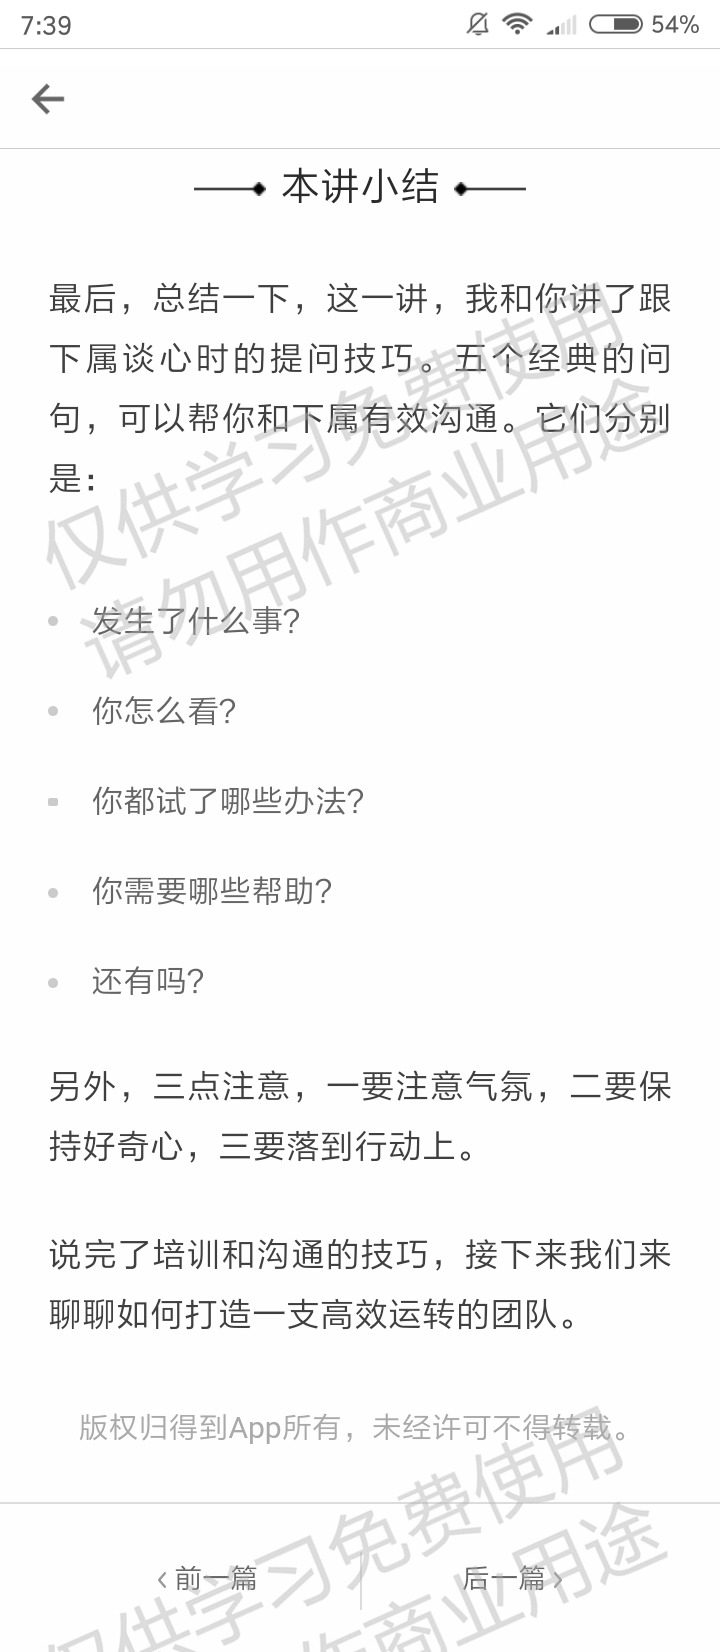 7:39
54%
本讲小结
最后，总结一下，这一讲，我和你讲了跟
下属谈心时的提问技巧。五个经典的问
句，可以帮你和下属有效沟通。它们分别
是：
仅供学习免费使用
请勿用作商业用途
发生了什么事？
你怎么看？
你都试了哪些办法？
你需要哪些帮助？
还有吗？
另外，三点注意，一要注意气氛，二要保
持好奇心，三要落到行动上。
说完了培训和沟通的技巧，接下来我们来
聊聊如何打造一支高效运转的团队。
版权归得到App所有，未经许可不得转载。
仅供学习免费使用
作商业用途
‹ 前一篇
后一篇 ›